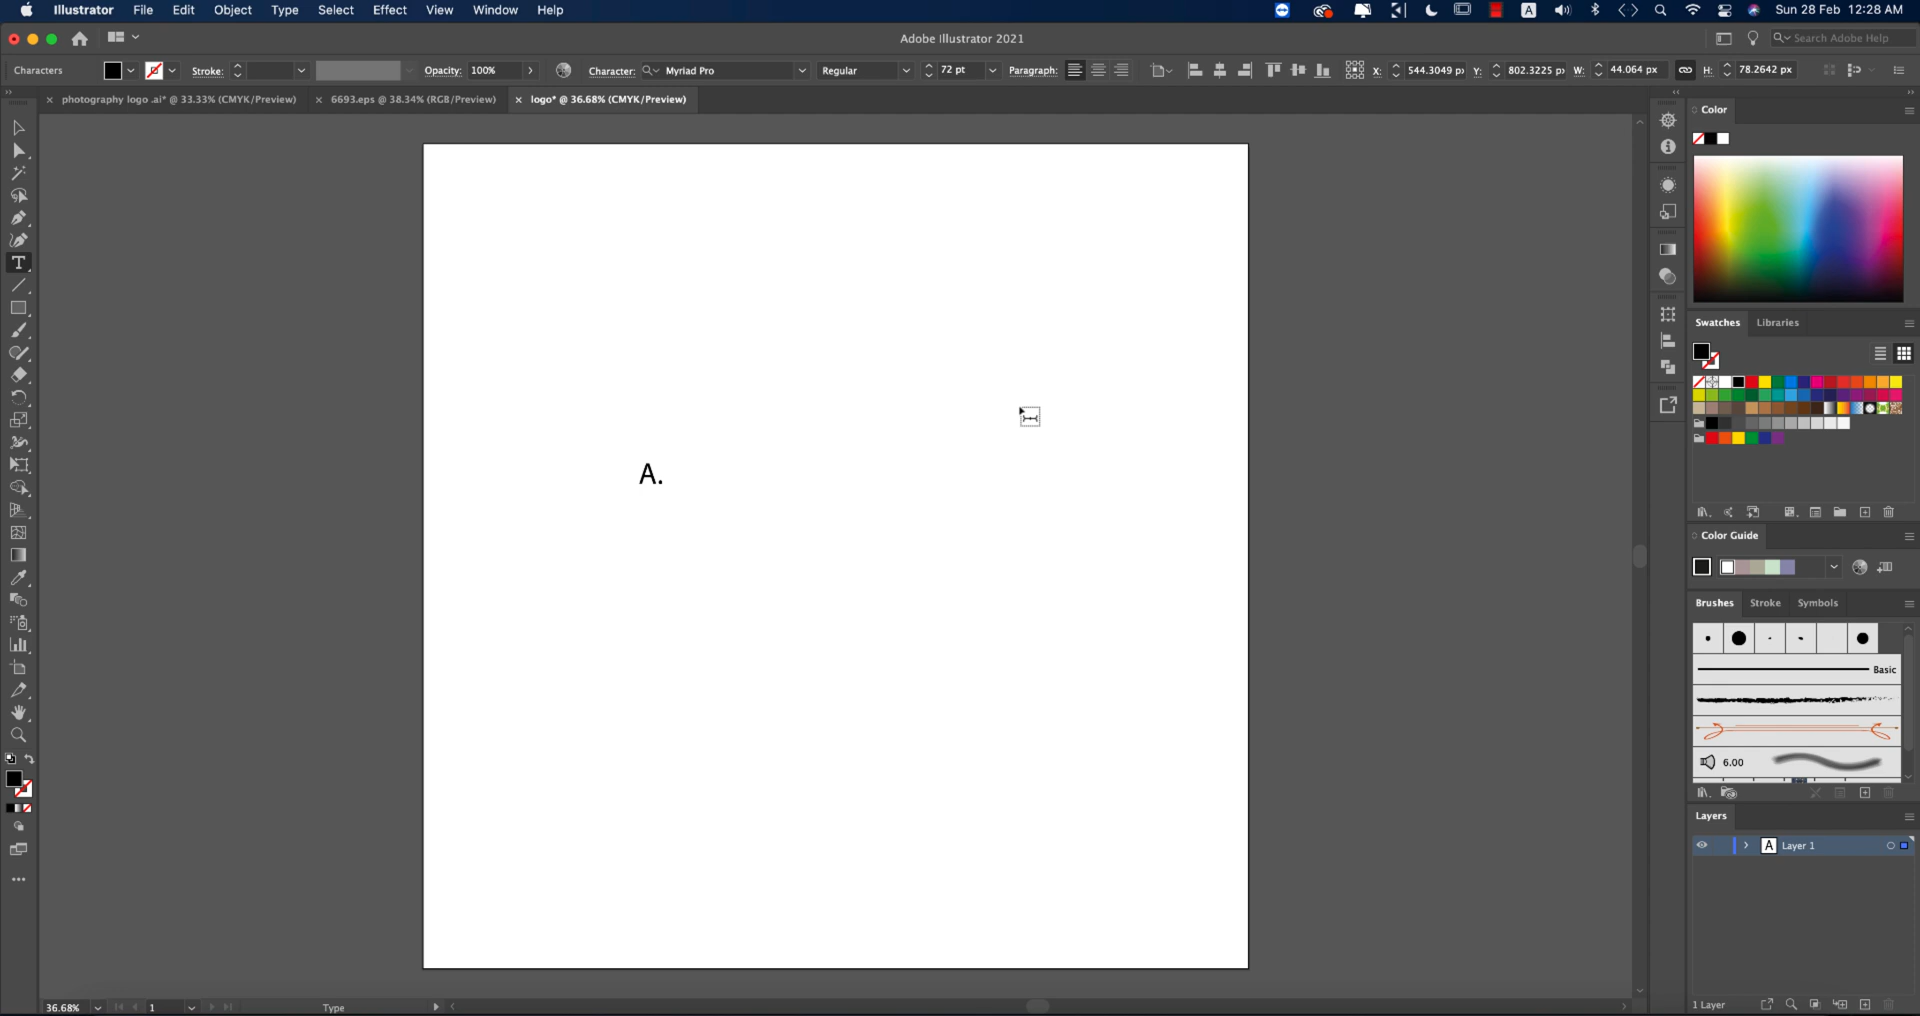 Illustrator File Edit Object Type Select Effect View Window Help A Sun 28 Feb 12:28 AM
Adobe Illustrator 2021 Search Adobe Help
Characters Stroke: Opacity: 100% Character: Myriad Pro Regular 72 pt Paragraph: X: 544.3049 px Y: 802.3225 px W: 44.064 px H: 78.2642 px
photography logo .ai* @ 33.33% (CMYK/Preview) 6693.eps @ 38.34% (RGB/Preview) logo* @ 36.68% (CMYK/Preview)
Color
Swatches Libraries
A.
Color Guide
Brushes Stroke Symbols
Basic
6.00
Layers
A Layer 1
1 Layer
36.68% 1 Type